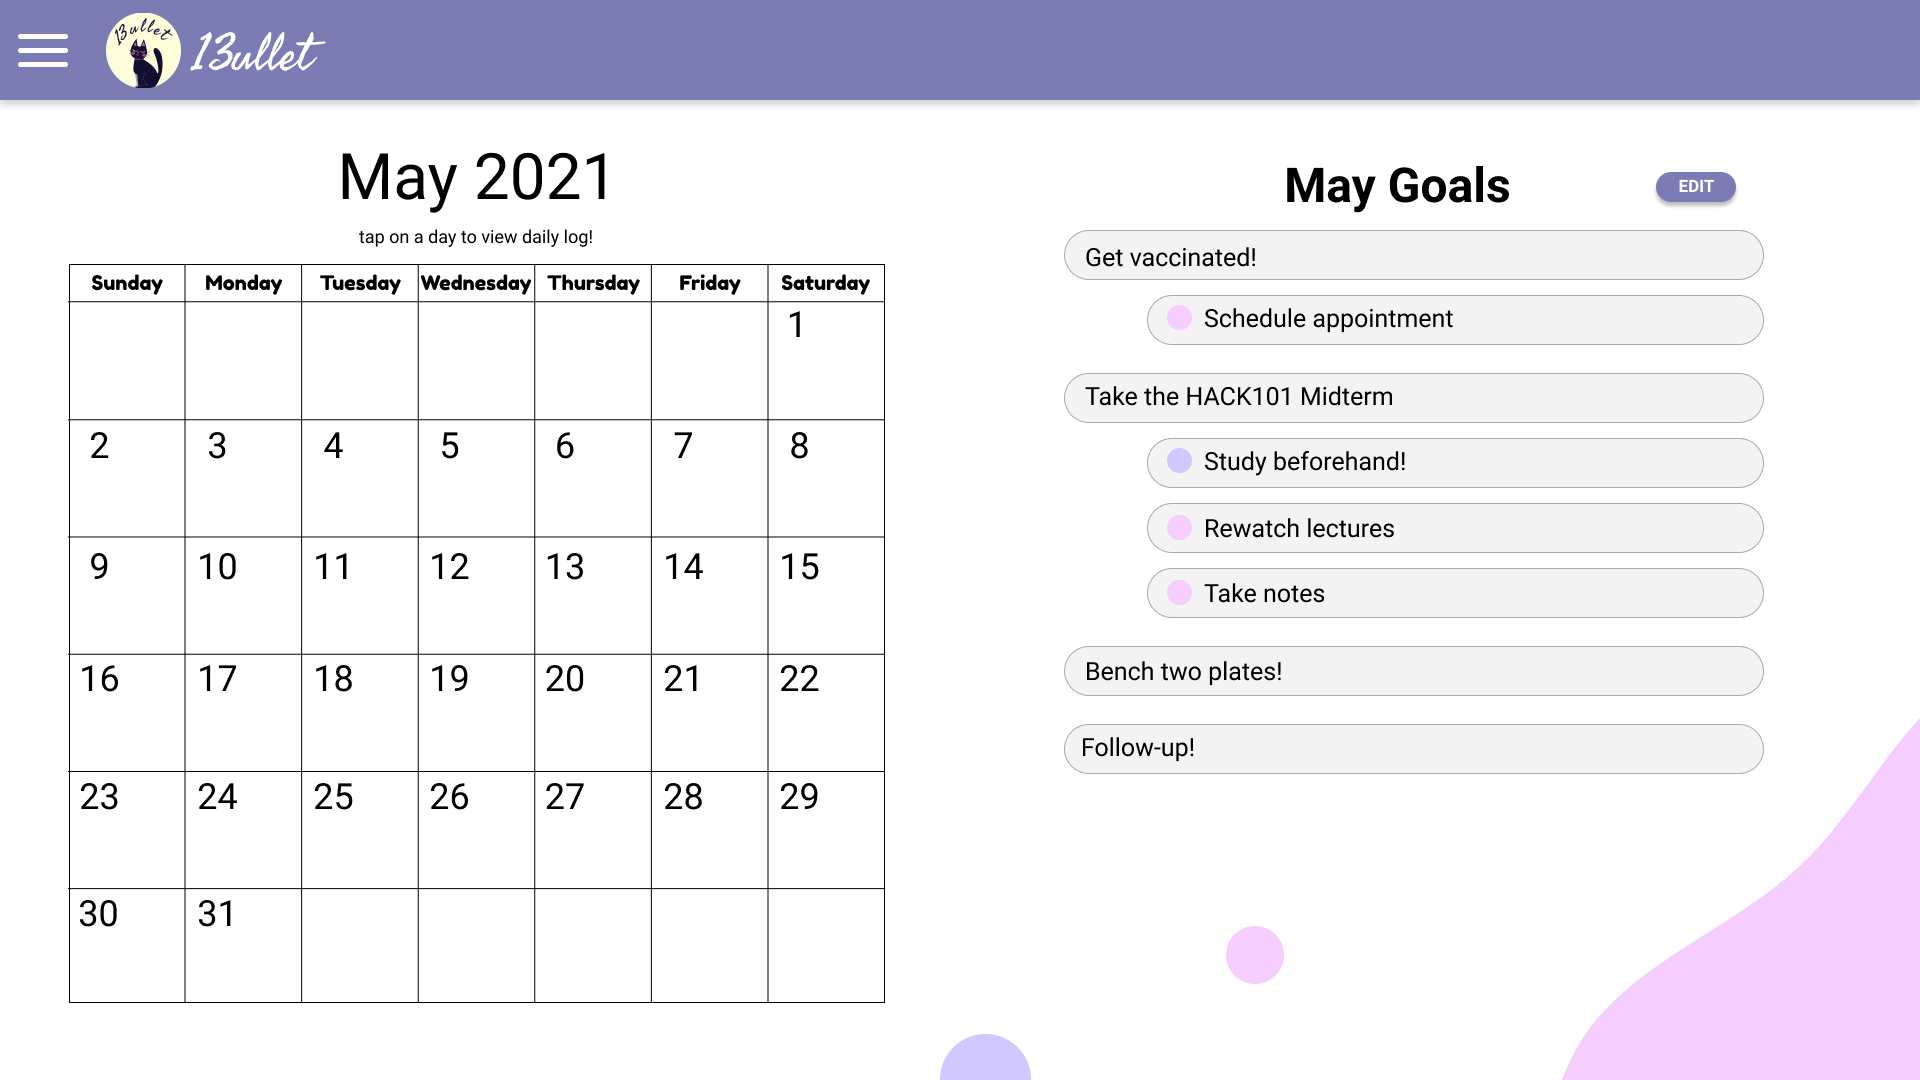 13ullet
13ullet
May 2021
tap on a day to view daily log!
Sunday Monday Tuesday Wednesday Thursday Friday Saturday
1
2 3 4 5 6 7 8
9 10 11 12 13 14 15
16 17 18 19 20 21 22
23 24 25 26 27 28 29
30 31
May Goals
EDIT
Get vaccinated!
Schedule appointment
Take the HACK101 Midterm
Study beforehand!
Rewatch lectures
Take notes
Bench two plates!
Follow-up!